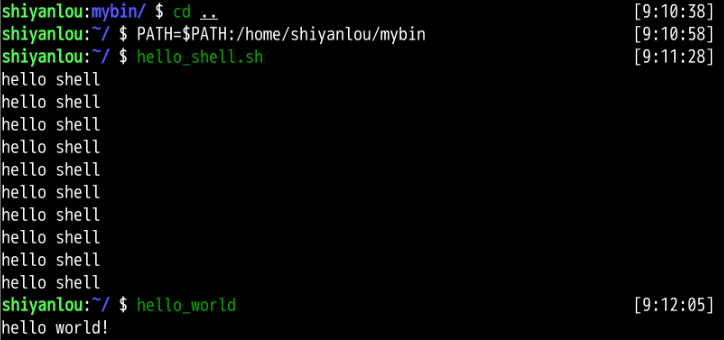 shiyanlou:mybin/ $ cd .. [9:10:38]
shiyanlou:~/ $ PATH=$PATH:/home/shiyanlou/mybin [9:10:58]
shiyanlou:~/ $ hello_shell.sh [9:11:28]
hello shell
hello shell
hello shell
hello shell
hello shell
hello shell
hello shell
hello shell
hello shell
hello shell
shiyanlou:~/ $ hello_world [9:12:05]
hello world!